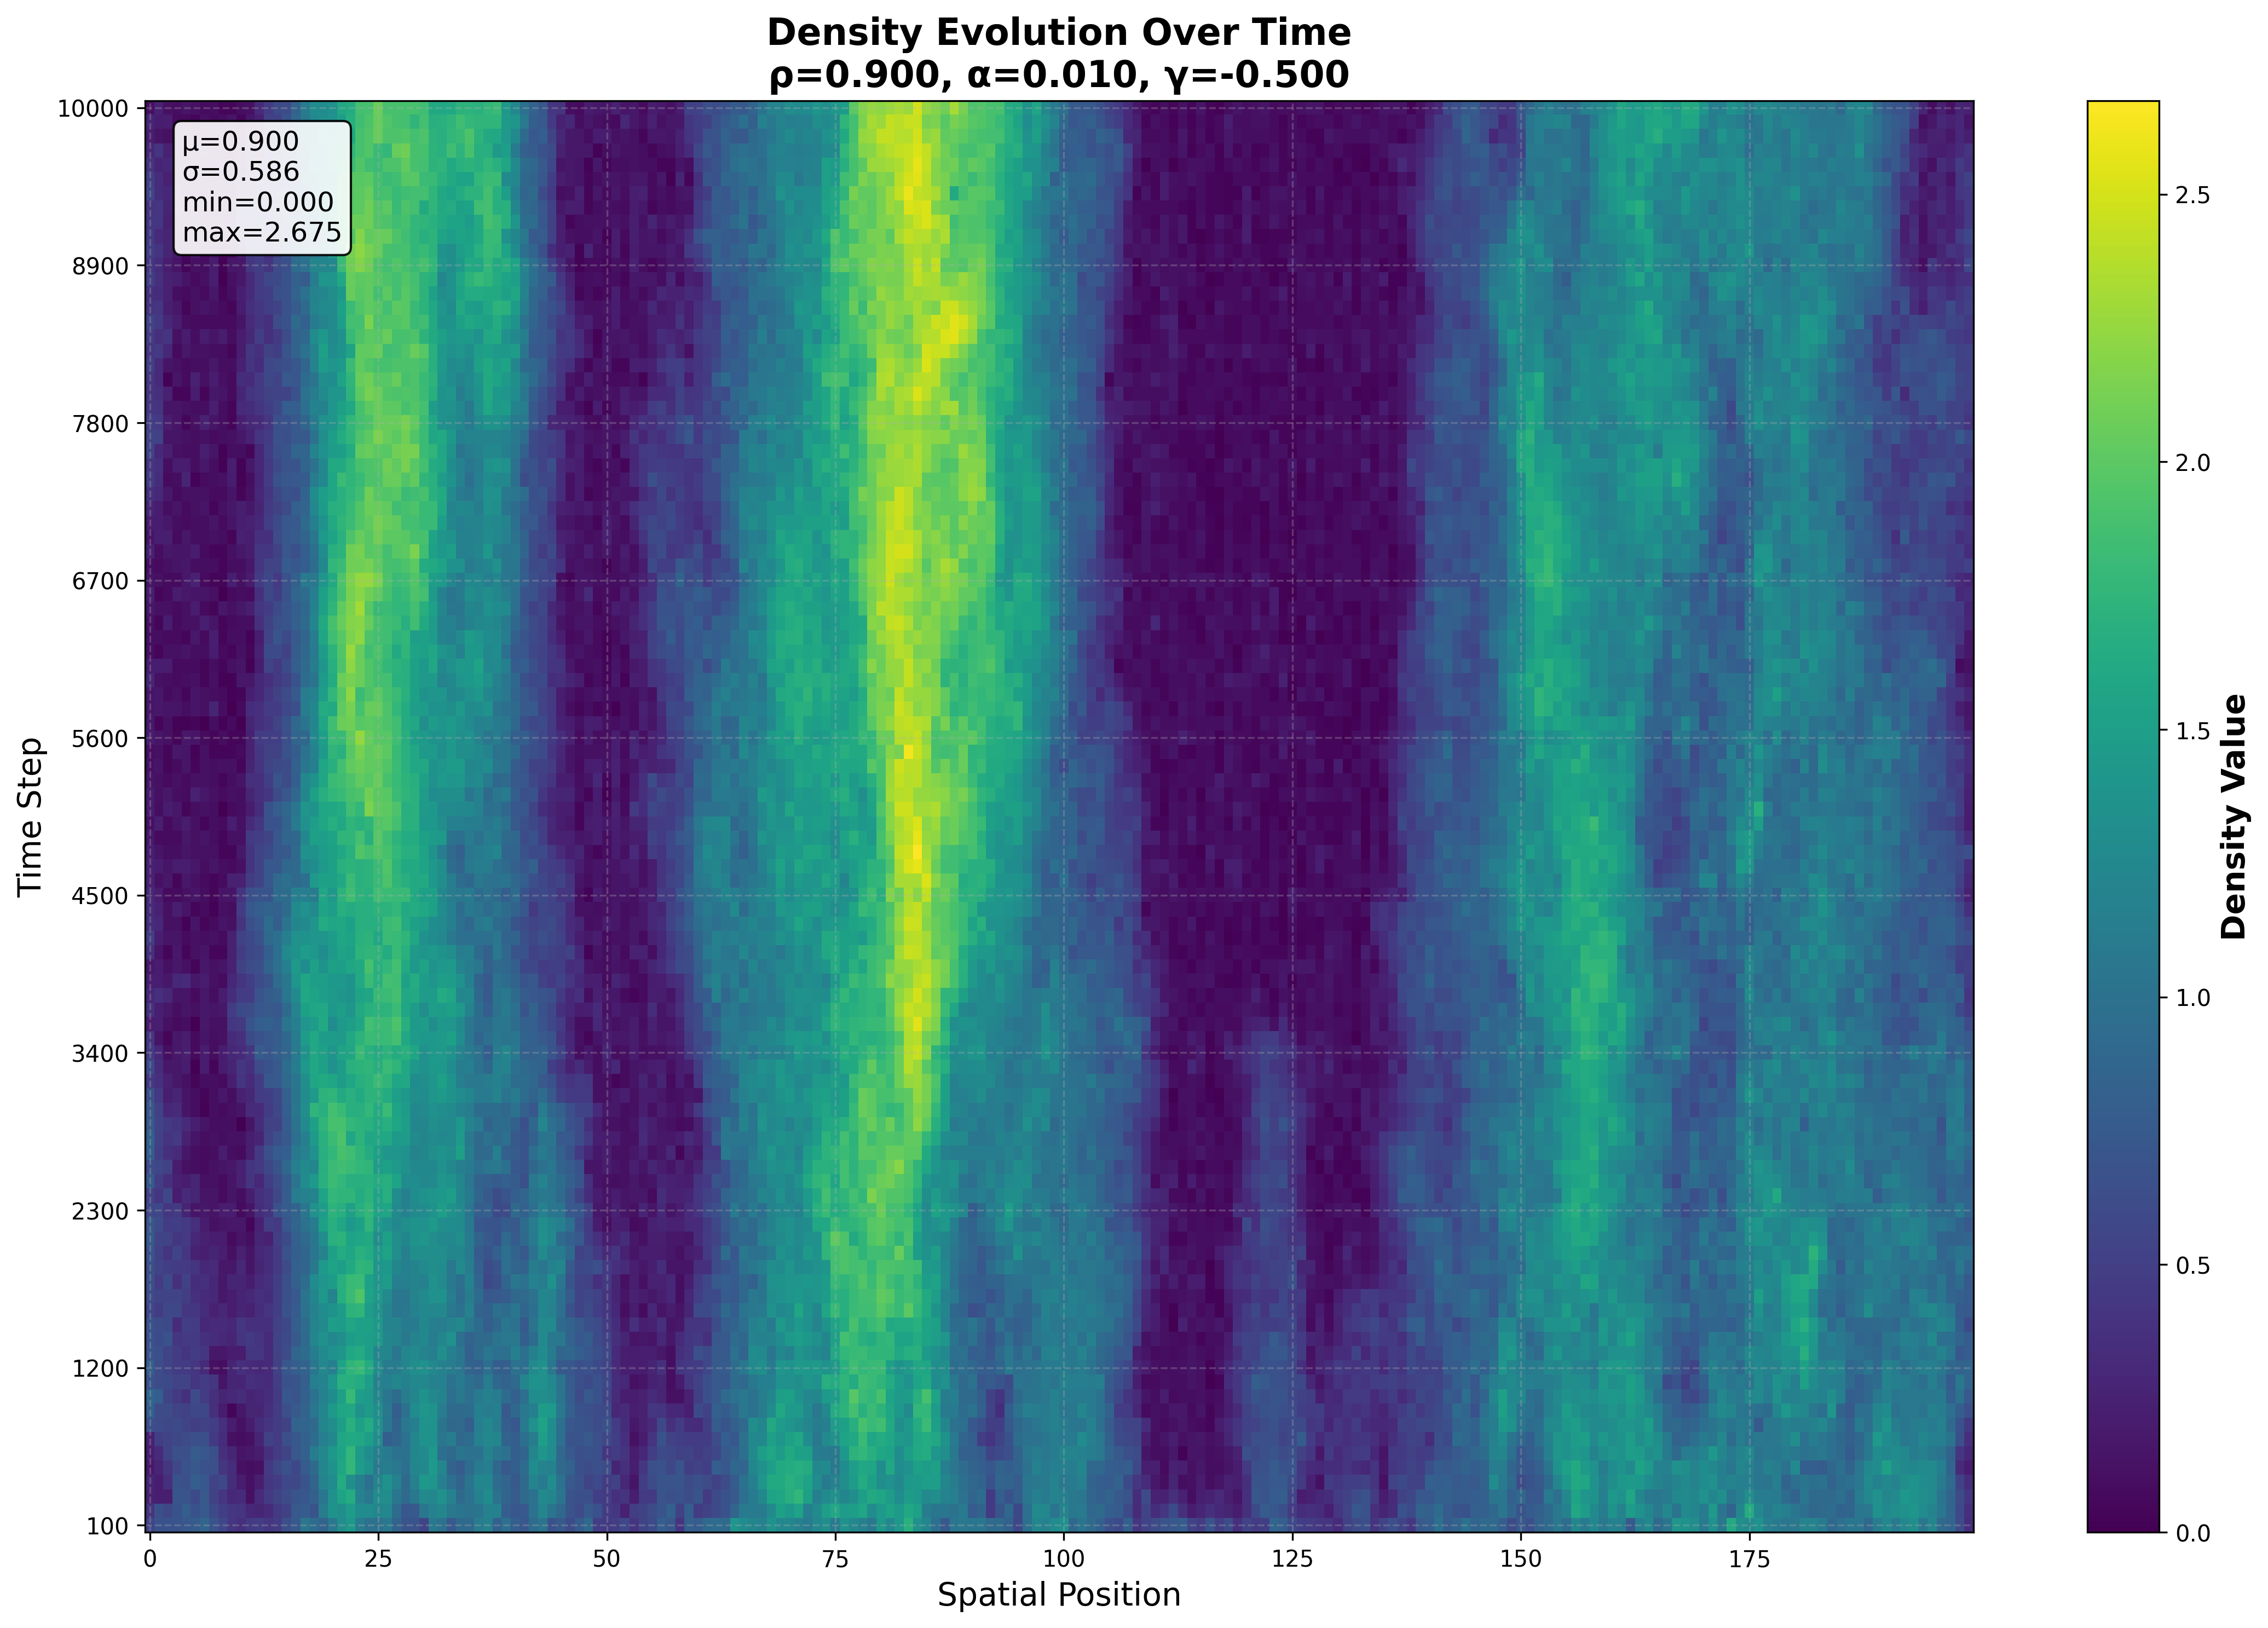 Density Evolution Over Time
ρ=0.900, α=0.010, γ=-0.500
μ=0.900
σ=0.586
min=0.000
max=2.675
10000
8900
7800
6700
5600
4500
3400
2300
1200
100
Time Step
0
25
50
75
100
125
150
175
Spatial Position
2.5
2.0
1.5
1.0
0.5
0.0
Density Value